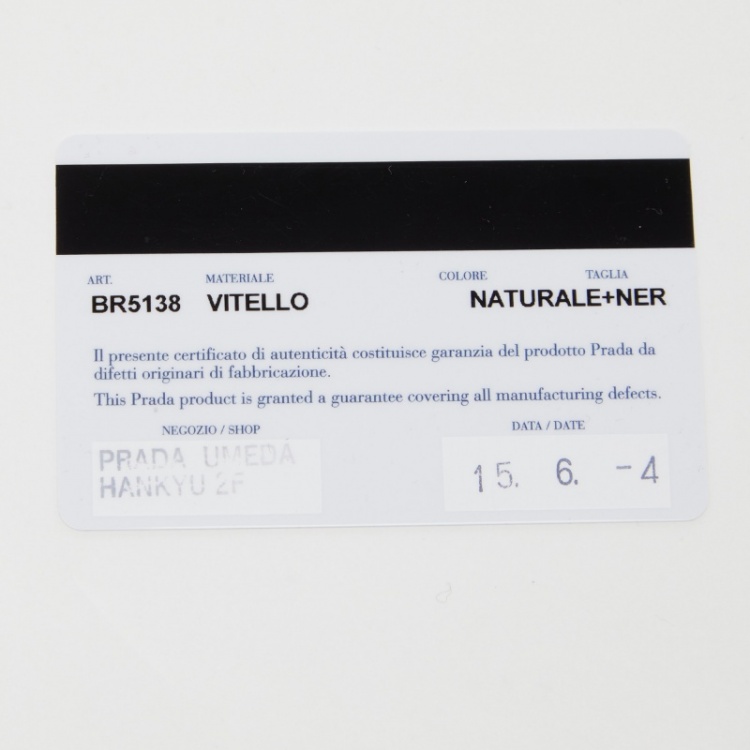 ART. MATERIALE COLORE TAGLIA
BR5138 VITELLO NATURALE+NER
Il presente certificato di autenticità costituisce garanzia del prodotto Prada da
difetti originari di fabbricazione.
This Prada product is granted a guarantee covering all manufacturing defects.
NEGOZIO / SHOP DATA / DATE
PRADA UMEDA
HANKYU 2F
15. 6. -4